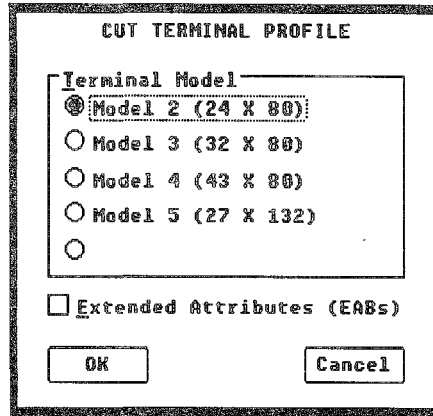 CUT TERMINAL PROFILE
Terminal Model
Model 2 (24 X 80)
Model 3 (32 X 80)
Model 4 (43 X 80)
Model 5 (27 X 132)
Extended Attributes (EABs)
OK Cancel